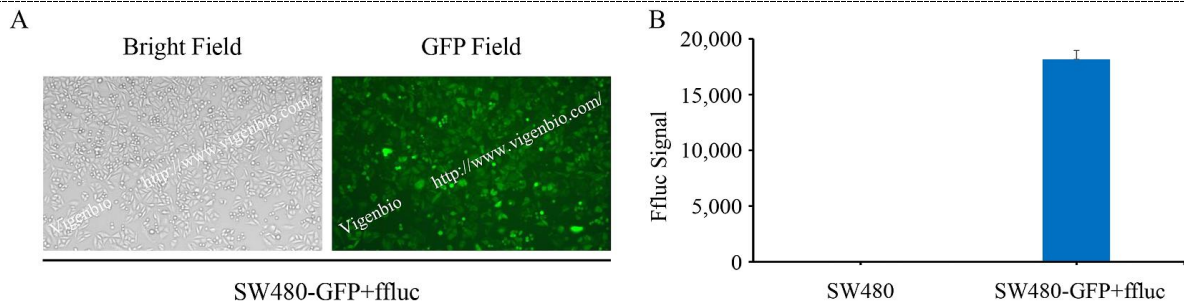 A
Bright Field
GFP Field
http://www.vigenbio.com/
Vigenbio
http://www.vigenbio.com/
Vigenbio
SW480-GFP+ffluc
B
Ffluc Signal
20,000
15,000
10,000
5,000
0
SW480
SW480-GFP+ffluc